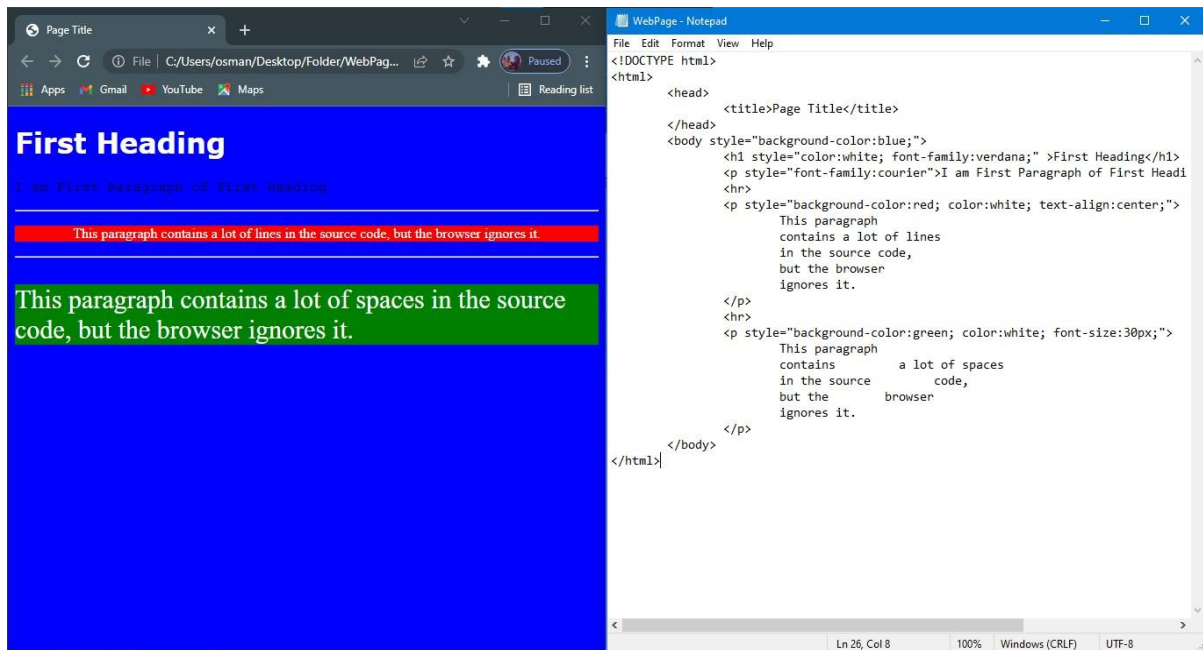 Page Title
File
C:/Users/osman/Desktop/Folder/WebPag...
Paused
Apps
Gmail
YouTube
Maps
Reading list
First Heading
I am First Paragraph of First Heading
This paragraph contains a lot of lines in the source code, but the browser ignores it.
This paragraph contains a lot of spaces in the source
code, but the browser ignores it.
WebPage - Notepad
File Edit Format View Help
<!DOCTYPE html>
<html>
<head>
<title>Page Title</title>
</head>
<body style="background-color:blue;">
<h1 style="color:white; font-family:verdana;" >First Heading</h1>
<p style="font-family:courier">I am First Paragraph of First Headi
<hr>
<p style="background-color:red; color:white; text-align:center;">
This paragraph
contains a lot of lines
in the source code,
but the browser
ignores it.
</p>
<hr>
<p style="background-color:green; color:white; font-size:30px;">
This paragraph
contains         a lot of spaces
in the source         code,
but the        browser
ignores it.
</p>
</body>
</html>
Ln 26, Col 8
100%
Windows (CRLF)
UTF-8